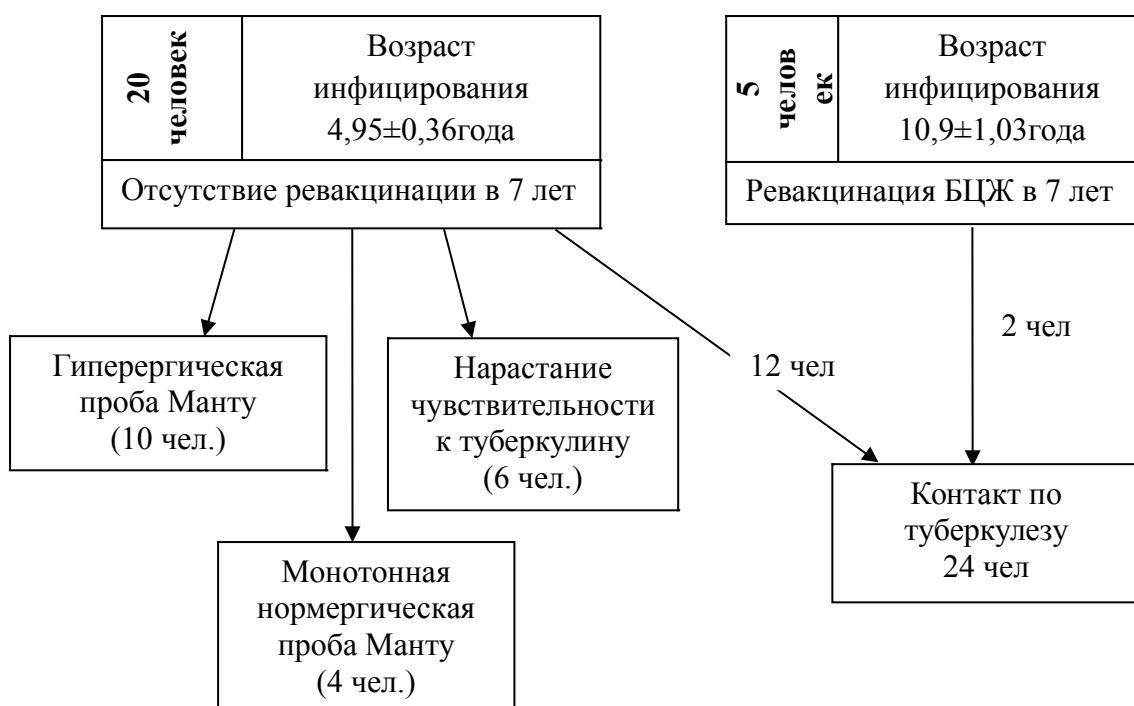 20
человек
Возраст
инфицирования
4,95±0,36года
Отсутствие ревакцинации в 7 лет
5
челов
ек
Возраст
инфицирования
10,9±1,03года
Ревакцинация БЦЖ в 7 лет
Гиперергическая
проба Манту
(10 чел.)
Нарастание
чувствительности
к туберкулину
(6 чел.)
12 чел
2 чел
Монотонная
нормергическая
проба Манту
(4 чел.)
Контакт по
туберкулезу
24 чел